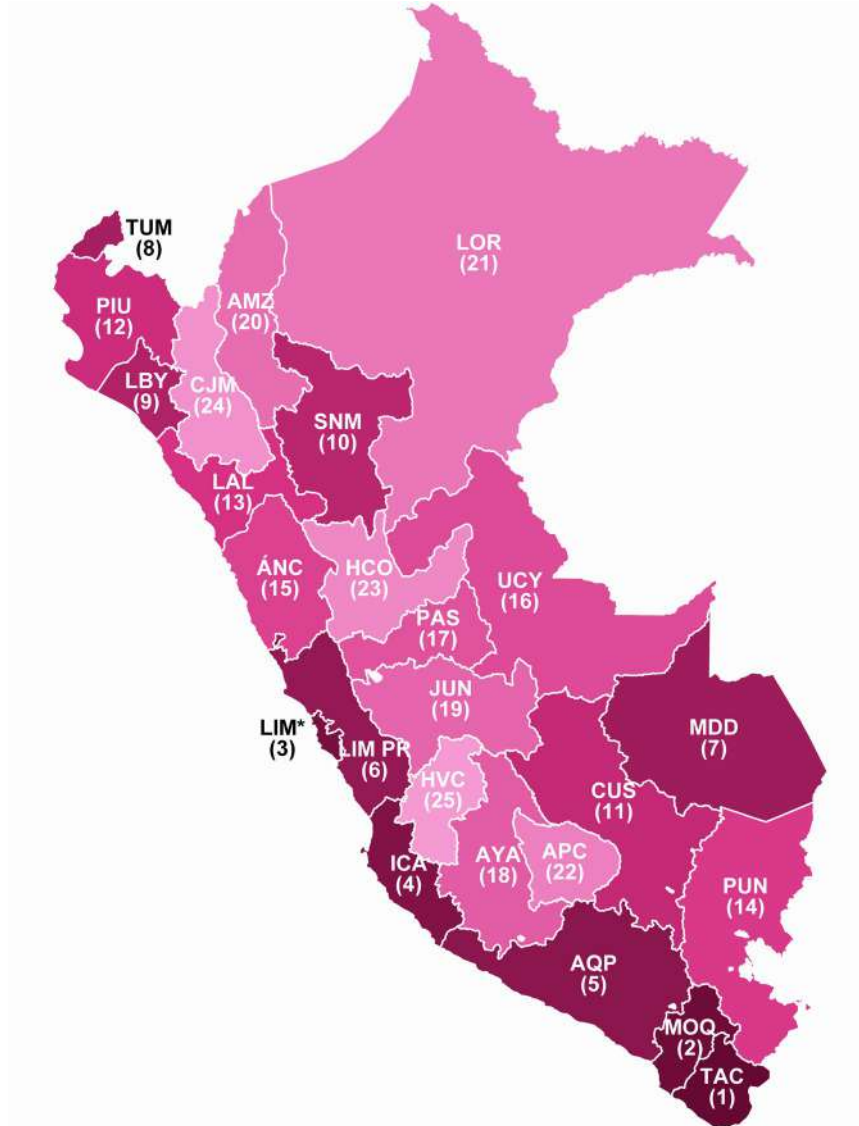 TUM
(8)
LOR
(21)
PIU
(12)
AMZ
(20)
LBY
(9)
CJM
(24)
SNM
(10)
LAL
(13)
ÁNC
(15)
HCO
(23)
UCY
(16)
PAS
(17)
JUN
(19)
LIM*
(3)
LIM PR
(6)
MDD
(7)
HVC
(25)
CUS
(11)
ICA
(4)
AYA
(18)
APC
(22)
PUN
(14)
AQP
(5)
MOQ
(2)
TAC
(1)